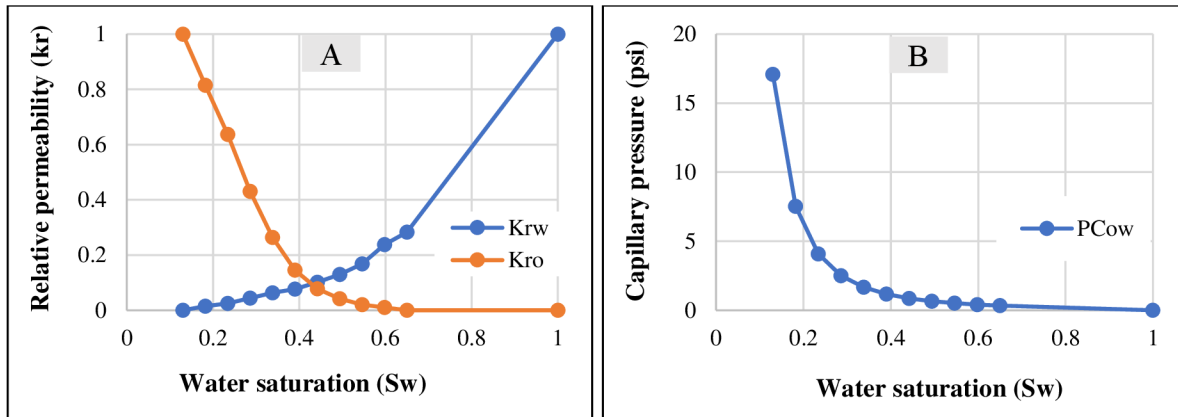 A
Relative permeability (kr)
1
0.8
0.6
0.4
0.2
0
0 0.2 0.4 0.6 0.8 1
Water saturation (Sw)
Krw
Kro
B
Capillary pressure (psi)
20
15
10
5
0
0 0.2 0.4 0.6 0.8 1
Water saturation (Sw)
PCow